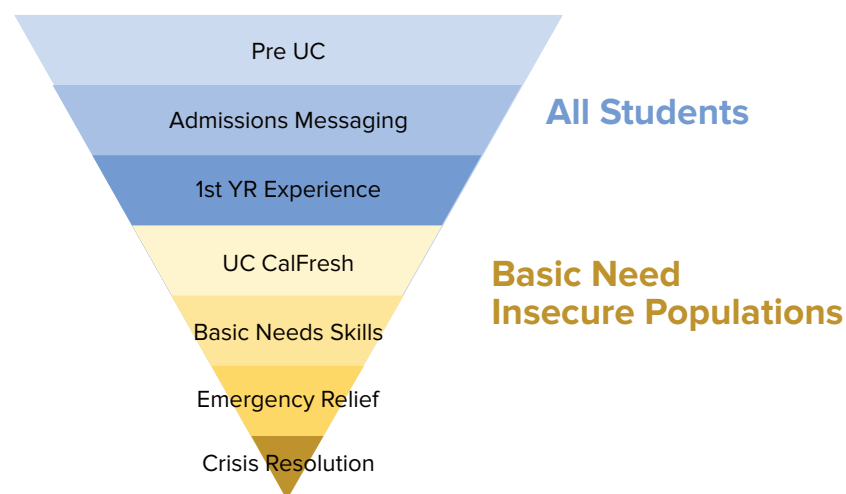 Pre UC
Admissions Messaging
All Students
1st YR Experience
UC CalFresh
Basic Need
Insecure Populations
Basic Needs Skills
Emergency Relief
Crisis Resolution